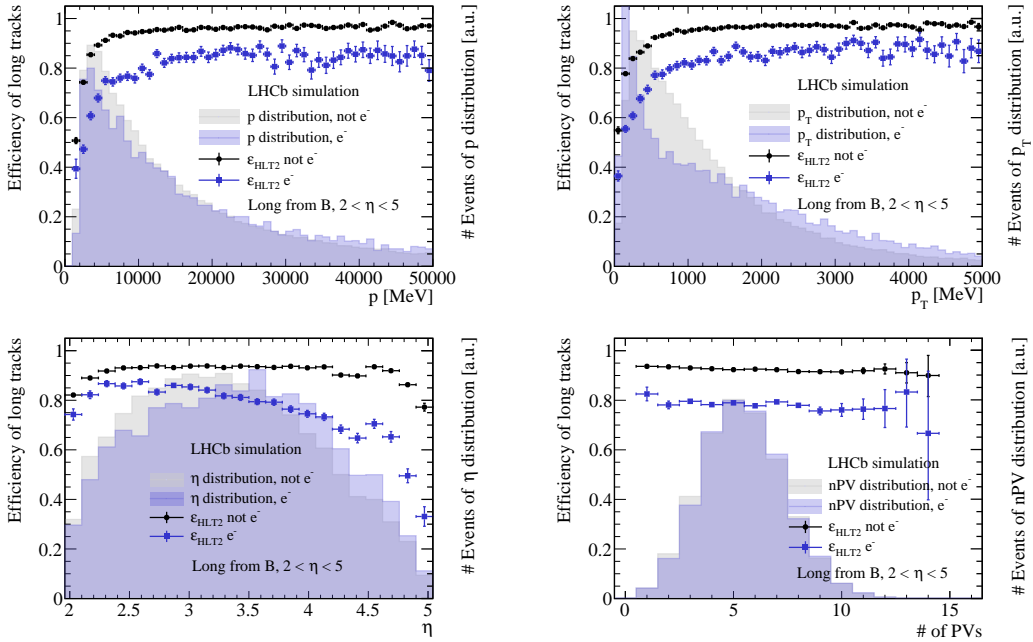 Efficiency of long tracks
1
0.8
0.6
0.4
0.2
0
LHCb simulation
p distribution, not e⁻
p distribution, e⁻
ε_HLT2 not e⁻
ε_HLT2 e⁻
Long from B, 2 < η < 5
0 10000 20000 30000 40000 50000
p [MeV]
# Events of p distribution [a.u.]
Efficiency of long tracks
1
0.8
0.6
0.4
0.2
0
LHCb simulation
p_T distribution, not e⁻
p_T distribution, e⁻
ε_HLT2 not e⁻
ε_HLT2 e⁻
Long from B, 2 < η < 5
0 1000 2000 3000 4000 5000
p_T [MeV]
# Events of p_T distribution [a.u.]
Efficiency of long tracks
1
0.8
0.6
0.4
0.2
0
LHCb simulation
η distribution, not e⁻
η distribution, e⁻
ε_HLT2 not e⁻
ε_HLT2 e⁻
Long from B, 2 < η < 5
2 2.5 3 3.5 4 4.5 5
η
# Events of η distribution [a.u.]
Efficiency of long tracks
1
0.8
0.6
0.4
0.2
0
LHCb simulation
nPV distribution, not e⁻
nPV distribution, e⁻
ε_HLT2 not e⁻
ε_HLT2 e⁻
Long from B, 2 < η < 5
0 5 10 15
# of PVs
# Events of nPV distribution [a.u.]